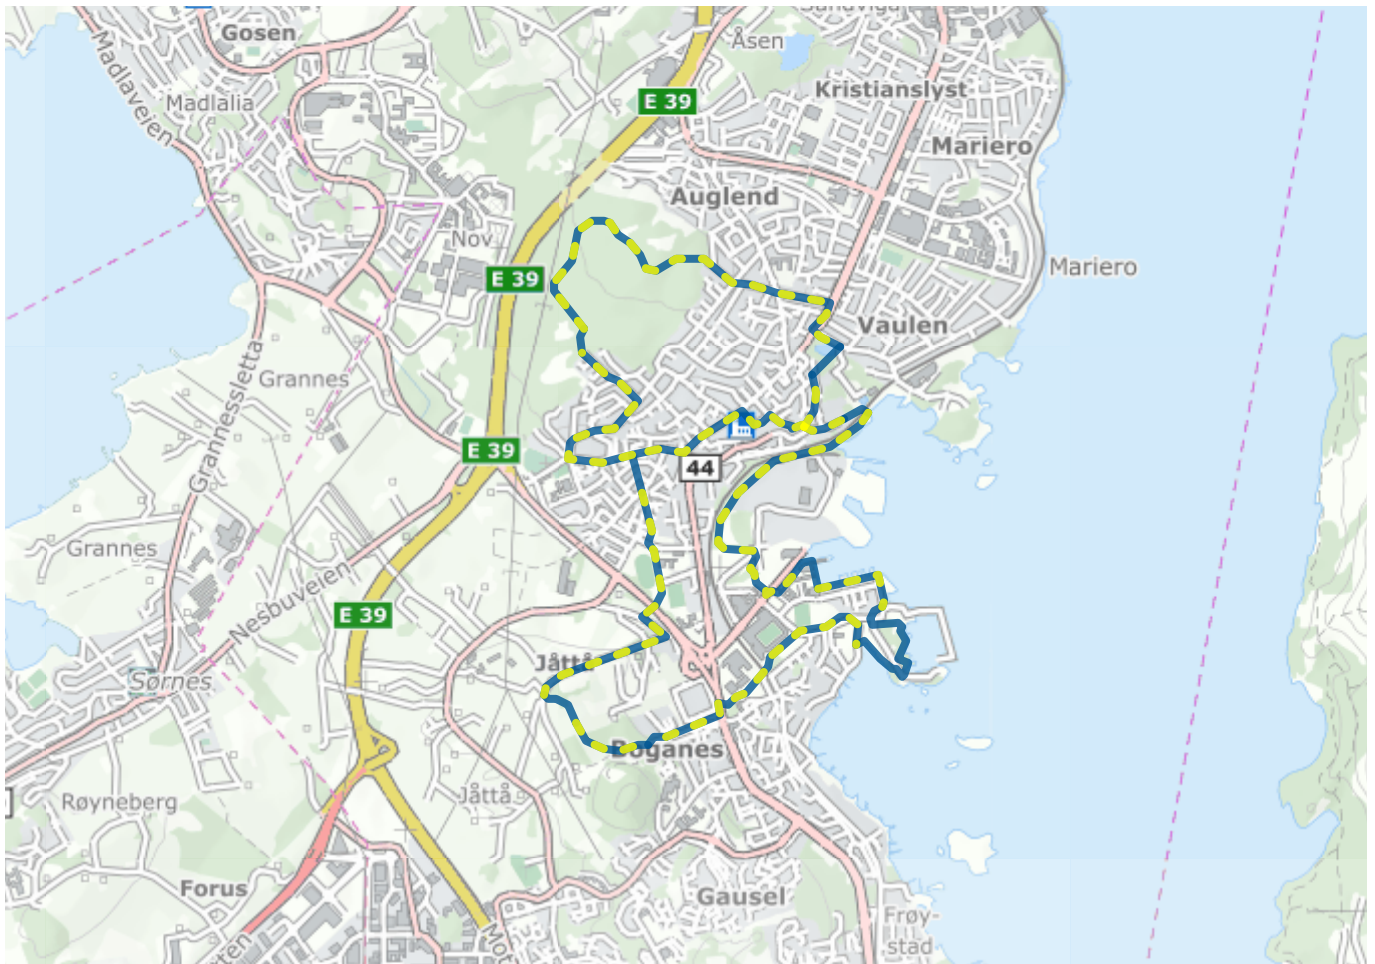 Gosen
Åsen
Madlaveien
Madlalia
E 39
Kristianslyst
Mariero
Auglend
Nov
E 39
Mariero
Vaulen
Grannessletta
Grannes
E 39
44
Grannes
Nesbuveien
E 39
Jåttå
Sørnes
Boganes
Røyneberg
Jåttå
Forus
Gausel
Frøy-
stad